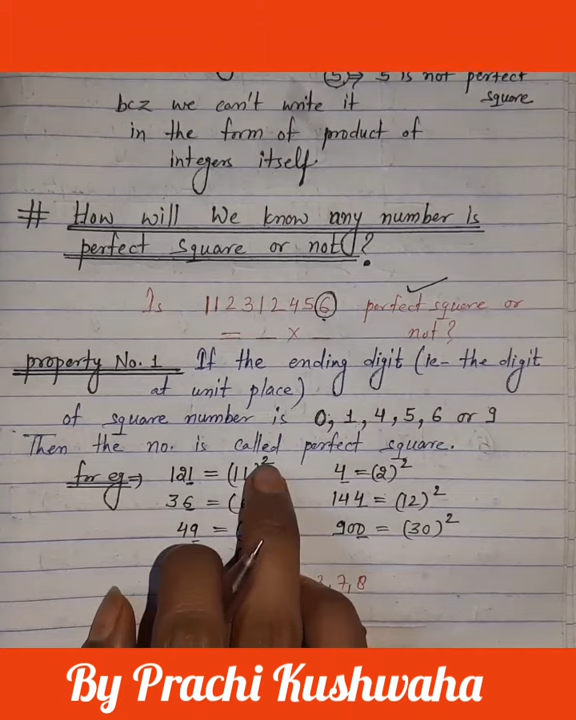 5 is not perfect
square
bcz we can't write it
in the form of product of
integers itself.
# How will We know any number is
perfect square or not?
Is 1123124556 perfect square or
not?
property No. 1 If the ending digit (ie- the digit
at unit place)
of square number is 0, 1, 4, 5, 6 or 9
Then the no. is called perfect square.
for eg⇒ 121 = (11)² 4 = (2)²
36 = ( 144 = (12)²
49 = 900 = (30)²
2,7,8
By Prachi Kushwaha